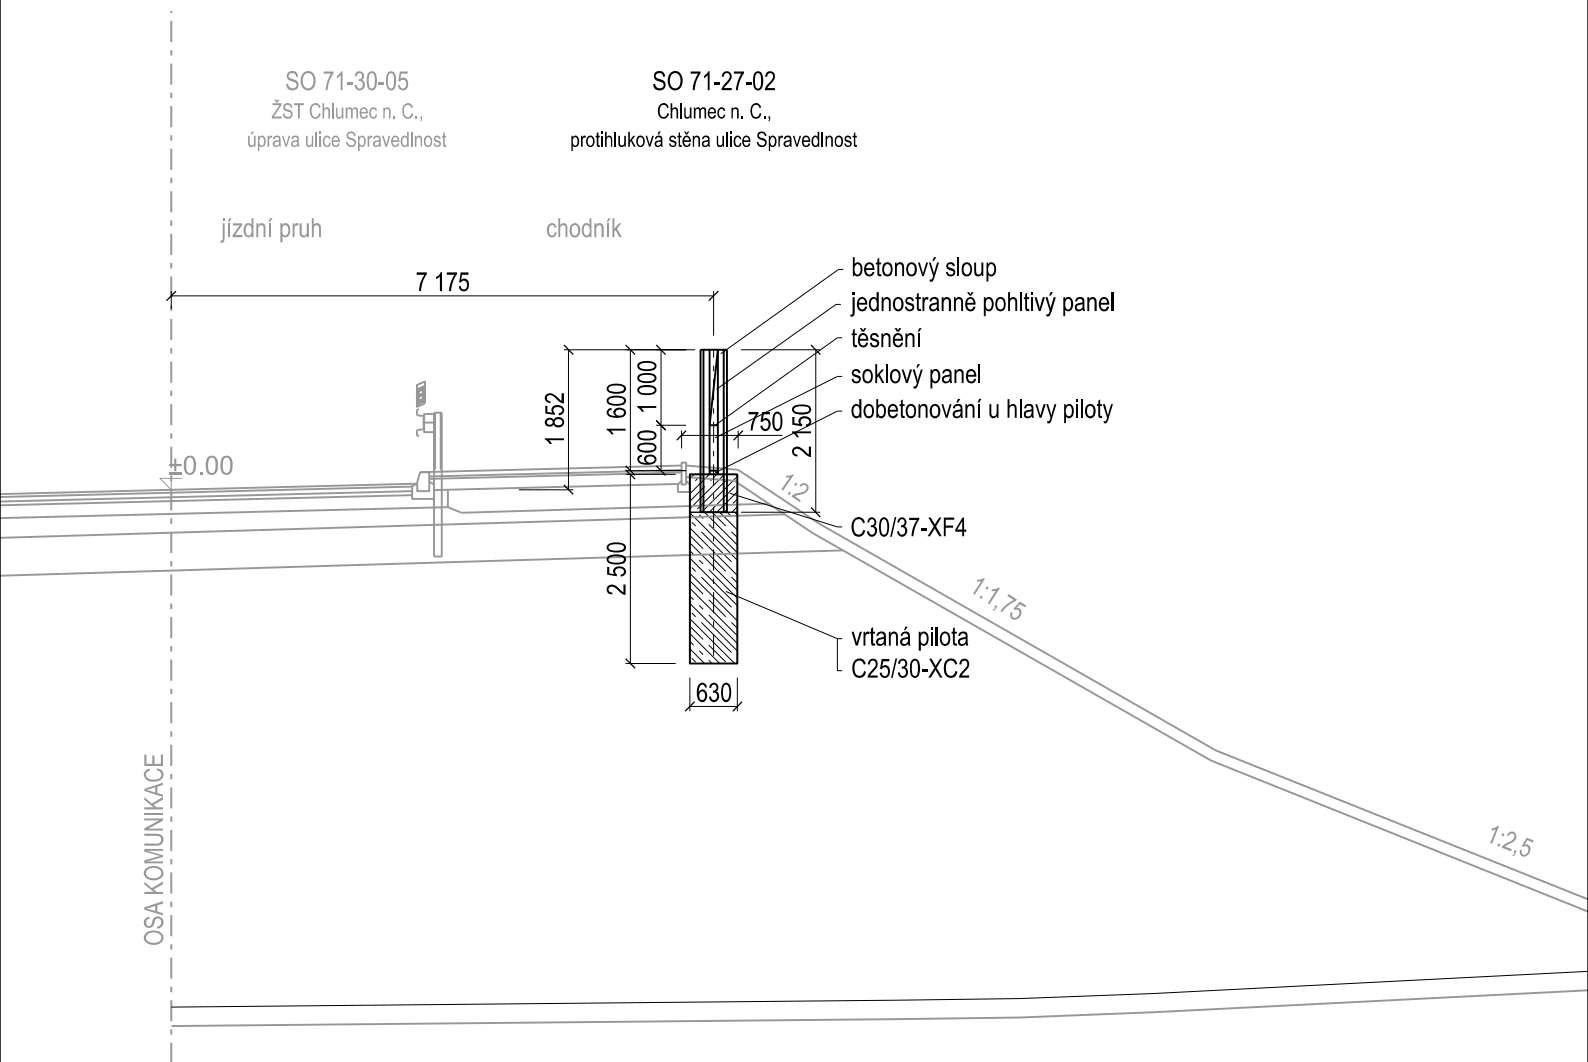 SO 71-30-05
ŽST Chlumec n. C.,
úprava ulice Spravedlnost
SO 71-27-02
Chlumec n. C.,
protihluková stěna ulice Spravedlnost
jízdní pruh
chodník
7 175
betonový sloup
jednostranně pohltivý panel
těsnění
soklový panel
dobetonování u hlavy piloty
1 852
1 600
1 000
600
750
2 150
±0.00
1:2
C30/37-XF4
2 500
1:1,75
vrtaná pilota
C25/30-XC2
630
OSA KOMUNIKACE
1:2,5